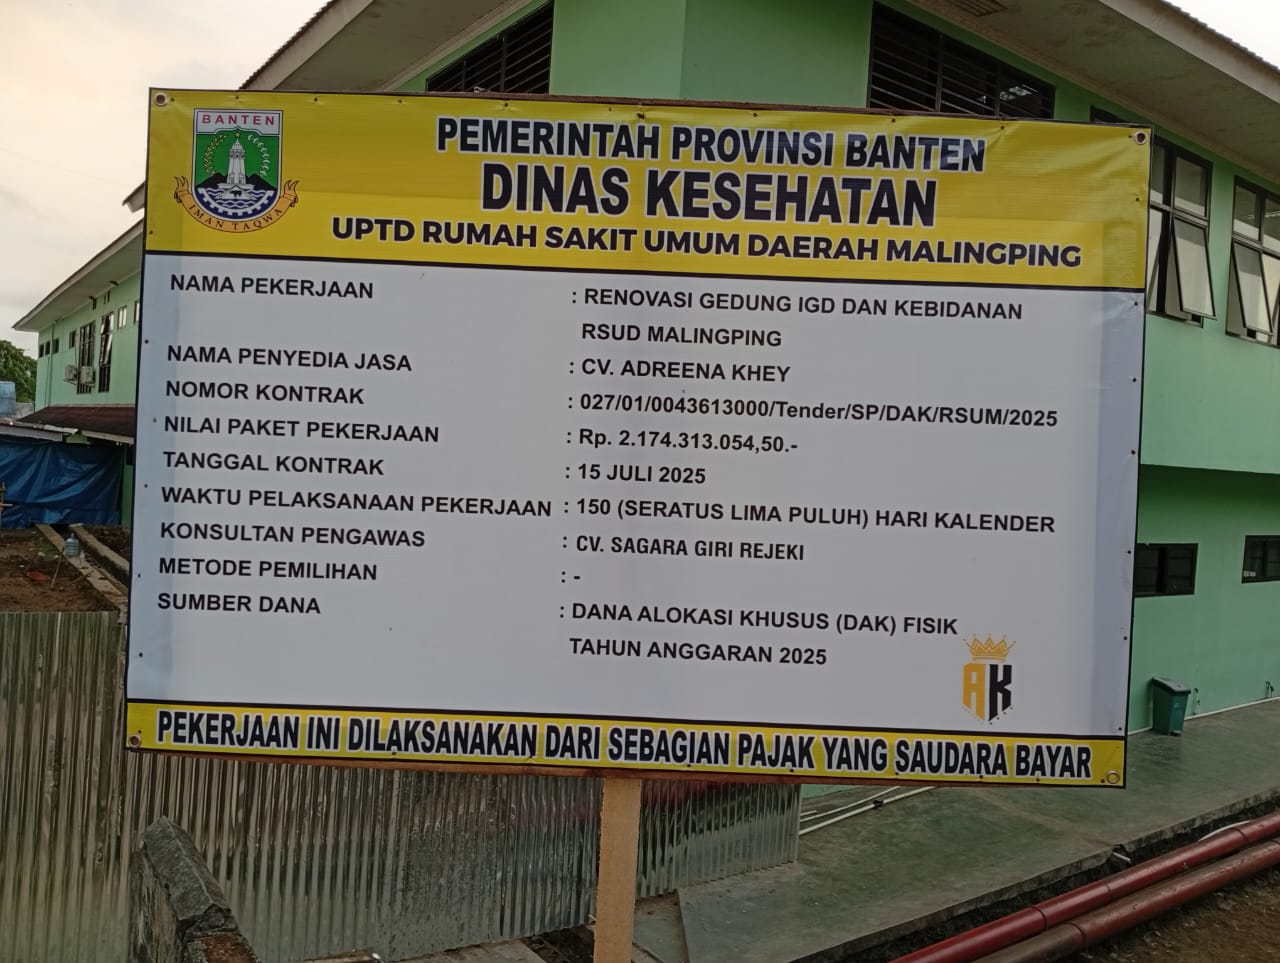 BANTEN
IMAN TAQWA
PEMERINTAH PROVINSI BANTEN
DINAS KESEHATAN
UPTD RUMAH SAKIT UMUM DAERAH MALINGPING
NAMA PEKERJAAN : RENOVASI GEDUNG IGD DAN KEBIDANAN
RSUD MALINGPING
NAMA PENYEDIA JASA : CV. ADREENA KHEY
NOMOR KONTRAK : 027/01/0043613000/Tender/SP/DAK/RSUM/2025
NILAI PAKET PEKERJAAN : Rp. 2.174.313.054,50.-
TANGGAL KONTRAK : 15 JULI 2025
WAKTU PELAKSANAAN PEKERJAAN : 150 (SERATUS LIMA PULUH) HARI KALENDER
KONSULTAN PENGAWAS : CV. SAGARA GIRI REJEKI
METODE PEMILIHAN : -
SUMBER DANA : DANA ALOKASI KHUSUS (DAK) FISIK
TAHUN ANGGARAN 2025
AK
PEKERJAAN INI DILAKSANAKAN DARI SEBAGIAN PAJAK YANG SAUDARA BAYAR